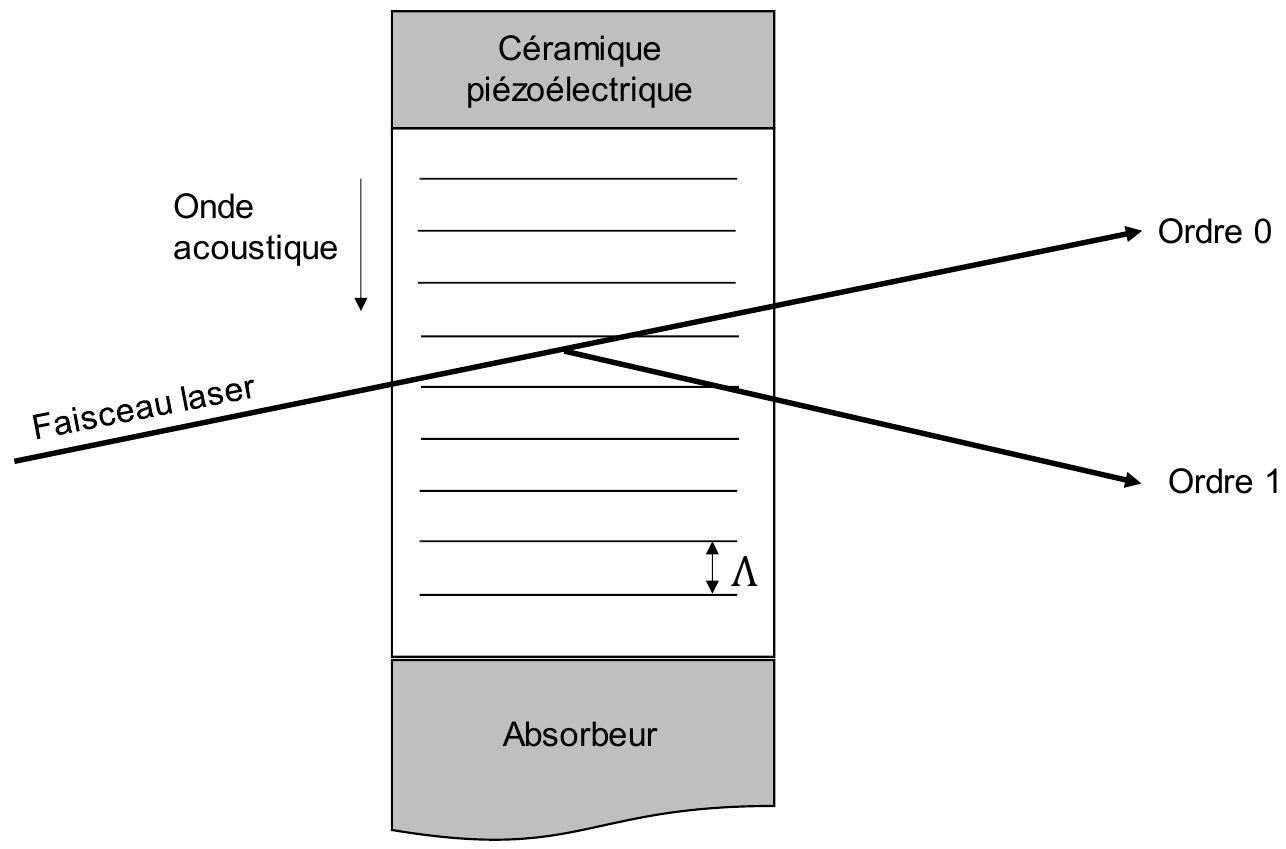 Céramique
piézoélectrique
Onde
acoustique
Ordre 0
Faisceau laser
Ordre 1
Λ
Absorbeur